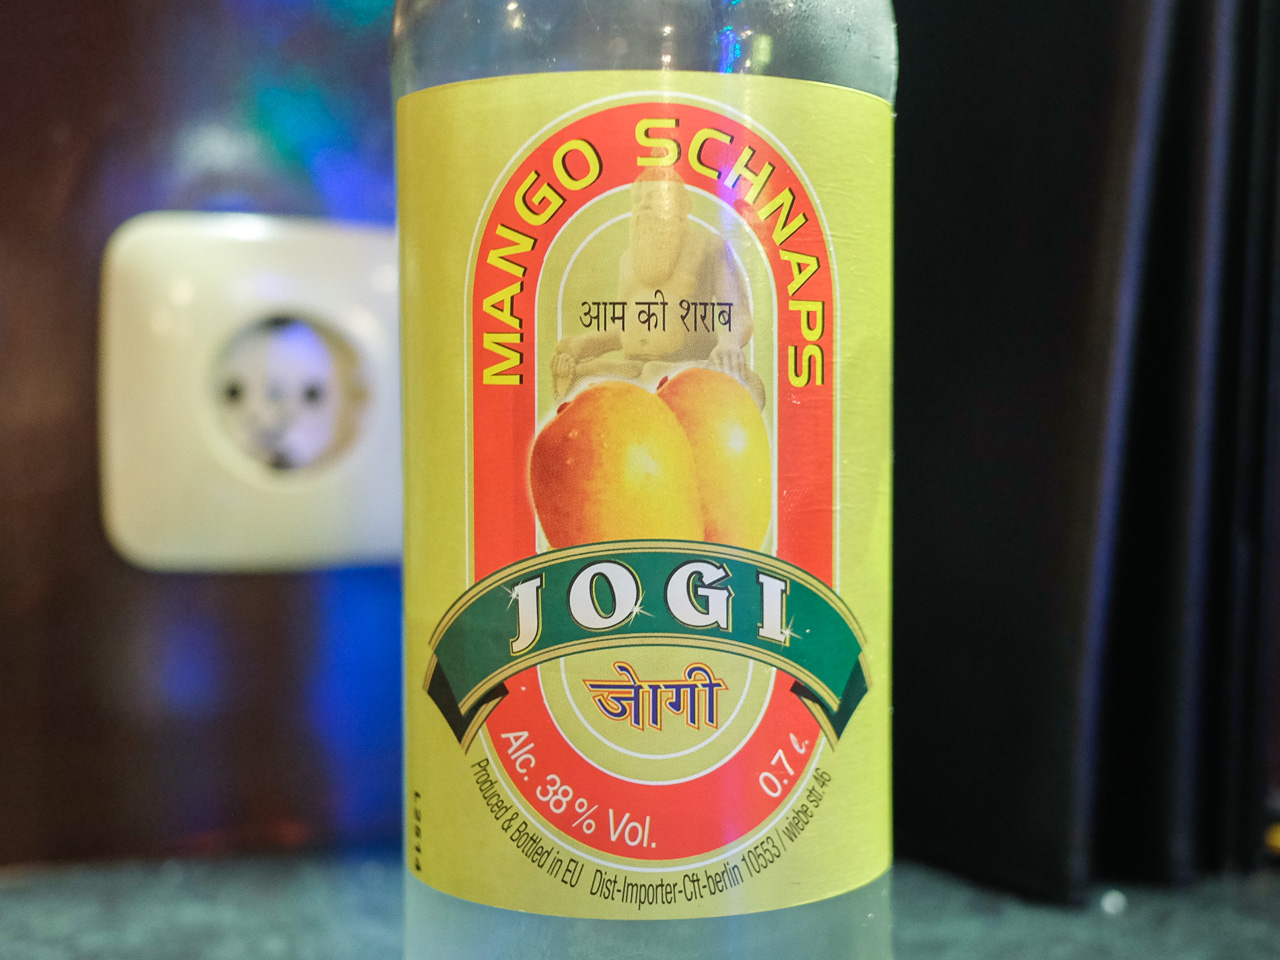 MANGO SCHNAPS
आम की शराब
JOGI
जोगी
Alc. 38% Vol.
0.7 ℓ.
Produced & Bottled in EU Dist-Importer-Cft-berlin 10553 / wiebe str. 46
L2514